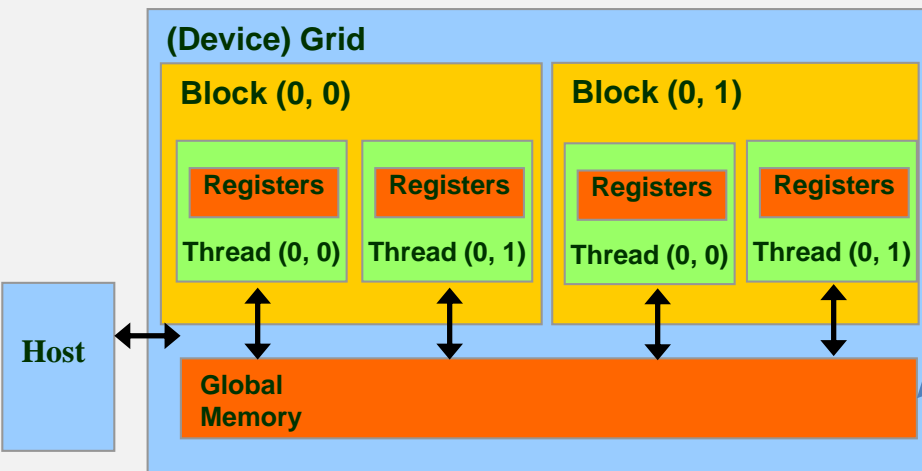 (Device) Grid
Block (0, 0)
Block (0, 1)
Registers
Registers
Registers
Registers
Thread (0, 0)
Thread (0, 1)
Thread (0, 0)
Thread (0, 1)
Host
Global
Memory